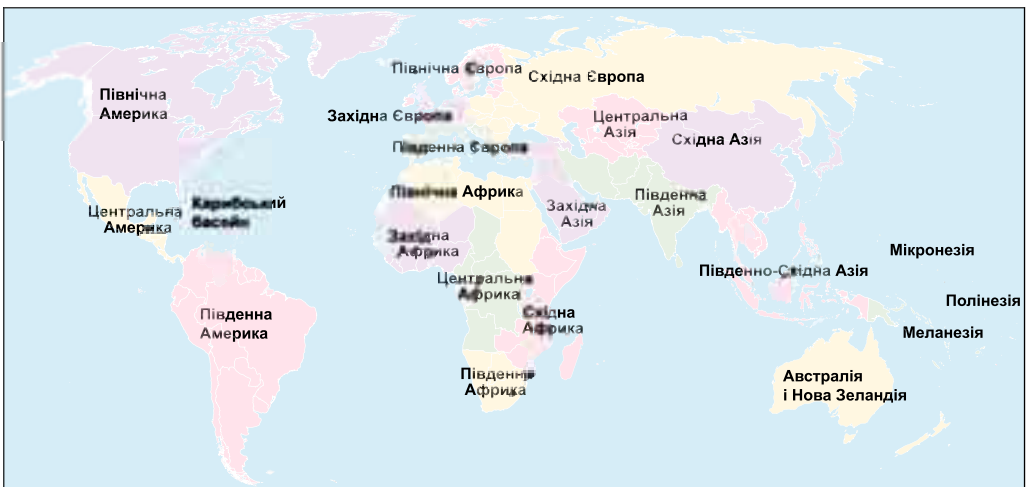 Північна Європа
Східна Європа
Північна
Америка
Західна Європа
Центральна
Азія
Східна Азія
Південна Європа
Північна Африка
Південна
Азія
Карибський
басейн
Центральна
Америка
Західна
Азія
Західна
Африка
Мікронезія
Південно-Східна Азія
Центральна
Африка
Полінезія
Південна
Америка
Східна
Африка
Меланезія
Південна
Африка
Австралія
і Нова Зеландія